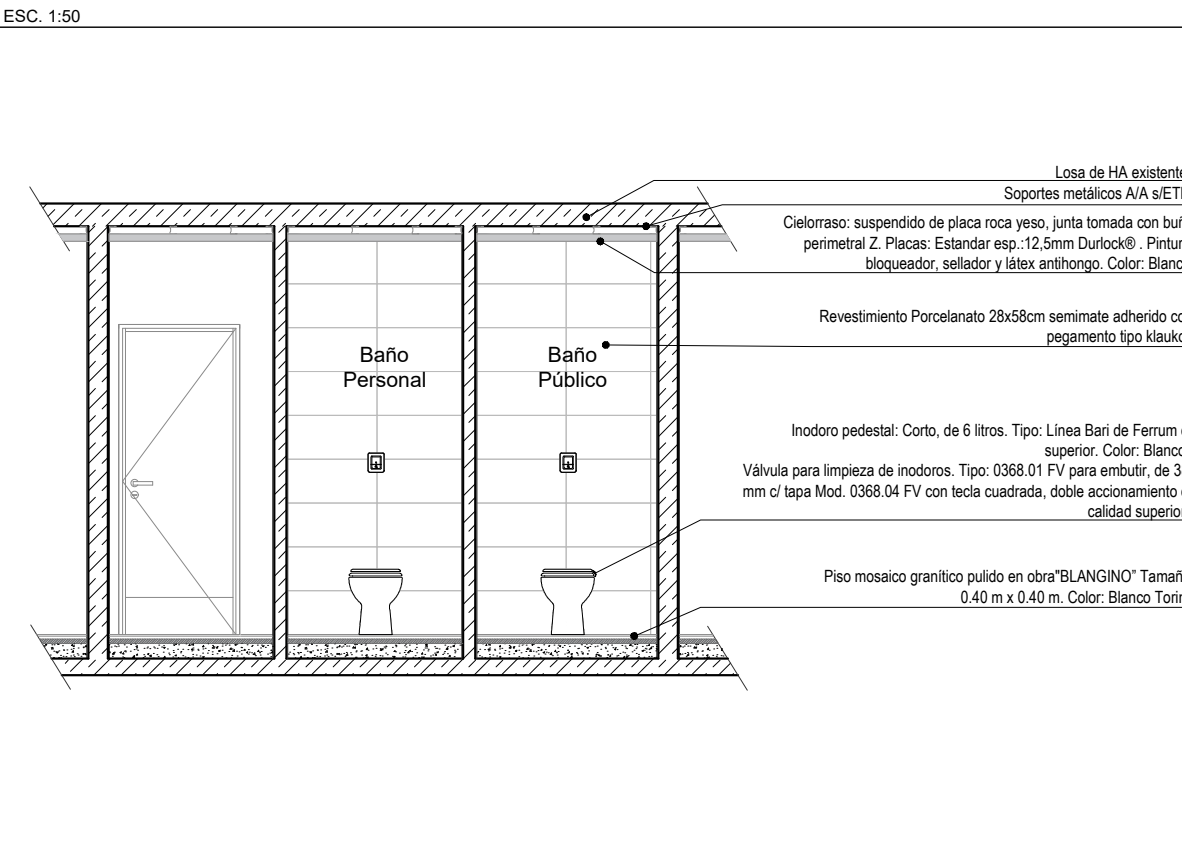 ESC. 1:50
Losa de HA existente
Soportes metálicos A/A s/ET
Cielorraso: suspendido de placa roca yeso, junta tomada con buñ
perimetral Z. Placas: Estandar esp.:12,5mm Durlock® . Pintur
bloqueador, sellador y látex antihongo. Color: Blanc
Revestimiento Porcelanato 28x58cm semimate adherido co
pegamento tipo klauko
Baño
Personal
Baño
Público
Inodoro pedestal: Corto, de 6 litros. Tipo: Línea Bari de Ferrum
superior. Color: Blanco
Válvula para limpieza de inodoros. Tipo: 0368.01 FV para embutir, de 3
mm c/ tapa Mod. 0368.04 FV con tecla cuadrada, doble accionamiento
calidad superior
Piso mosaico granítico pulido en obra"BLANGINO” Tamañ
0.40 m x 0.40 m. Color: Blanco Torin